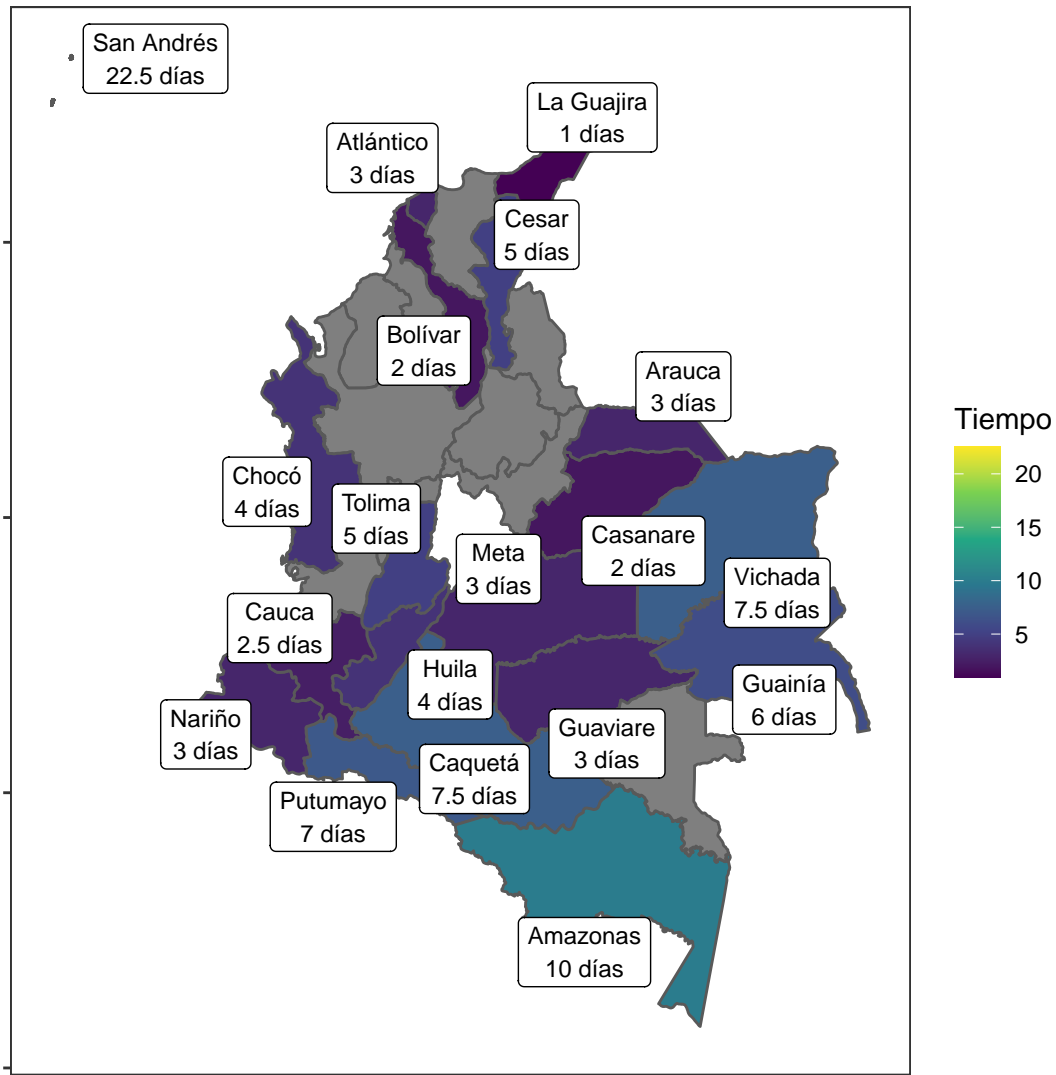 San Andrés
22.5 días
La Guajira
1 días
Atlántico
3 días
Cesar
5 días
Bolívar
2 días
Arauca
3 días
Chocó
4 días
Tolima
5 días
Meta
3 días
Casanare
2 días
Vichada
7.5 días
Cauca
2.5 días
Huila
4 días
Guainía
6 días
Nariño
3 días
Guaviare
3 días
Caquetá
7.5 días
Putumayo
7 días
Amazonas
10 días
Tiempo
20
15
10
5